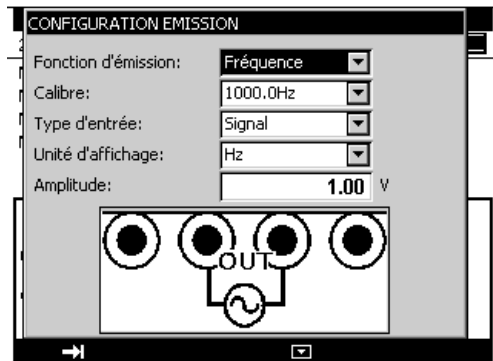 CONFIGURATION EMISSION
Fonction d'émission: Fréquence
Calibre: 1000.0Hz
Type d'entrée: Signal
Unité d'affichage: Hz
Amplitude: 1.00 V
OUT